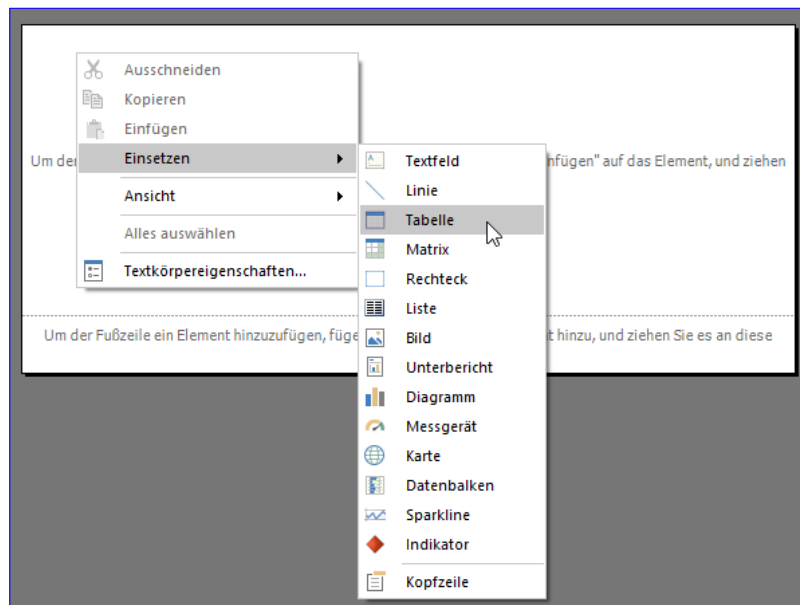 Ausschneiden
Kopieren
Einfügen
Um der
Einsetzen
nfügen" auf das Element, und ziehen
Ansicht
Alles auswählen
Textkörpereigenschaften...
Textfeld
Linie
Tabelle
Matrix
Rechteck
Liste
Bild
Unterbericht
Diagramm
Messgerät
Karte
Datenbalken
Sparkline
Indikator
Kopfzeile
Um der Fußzeile ein Element hinzuzufügen, füge
t hinzu, und ziehen Sie es an diese